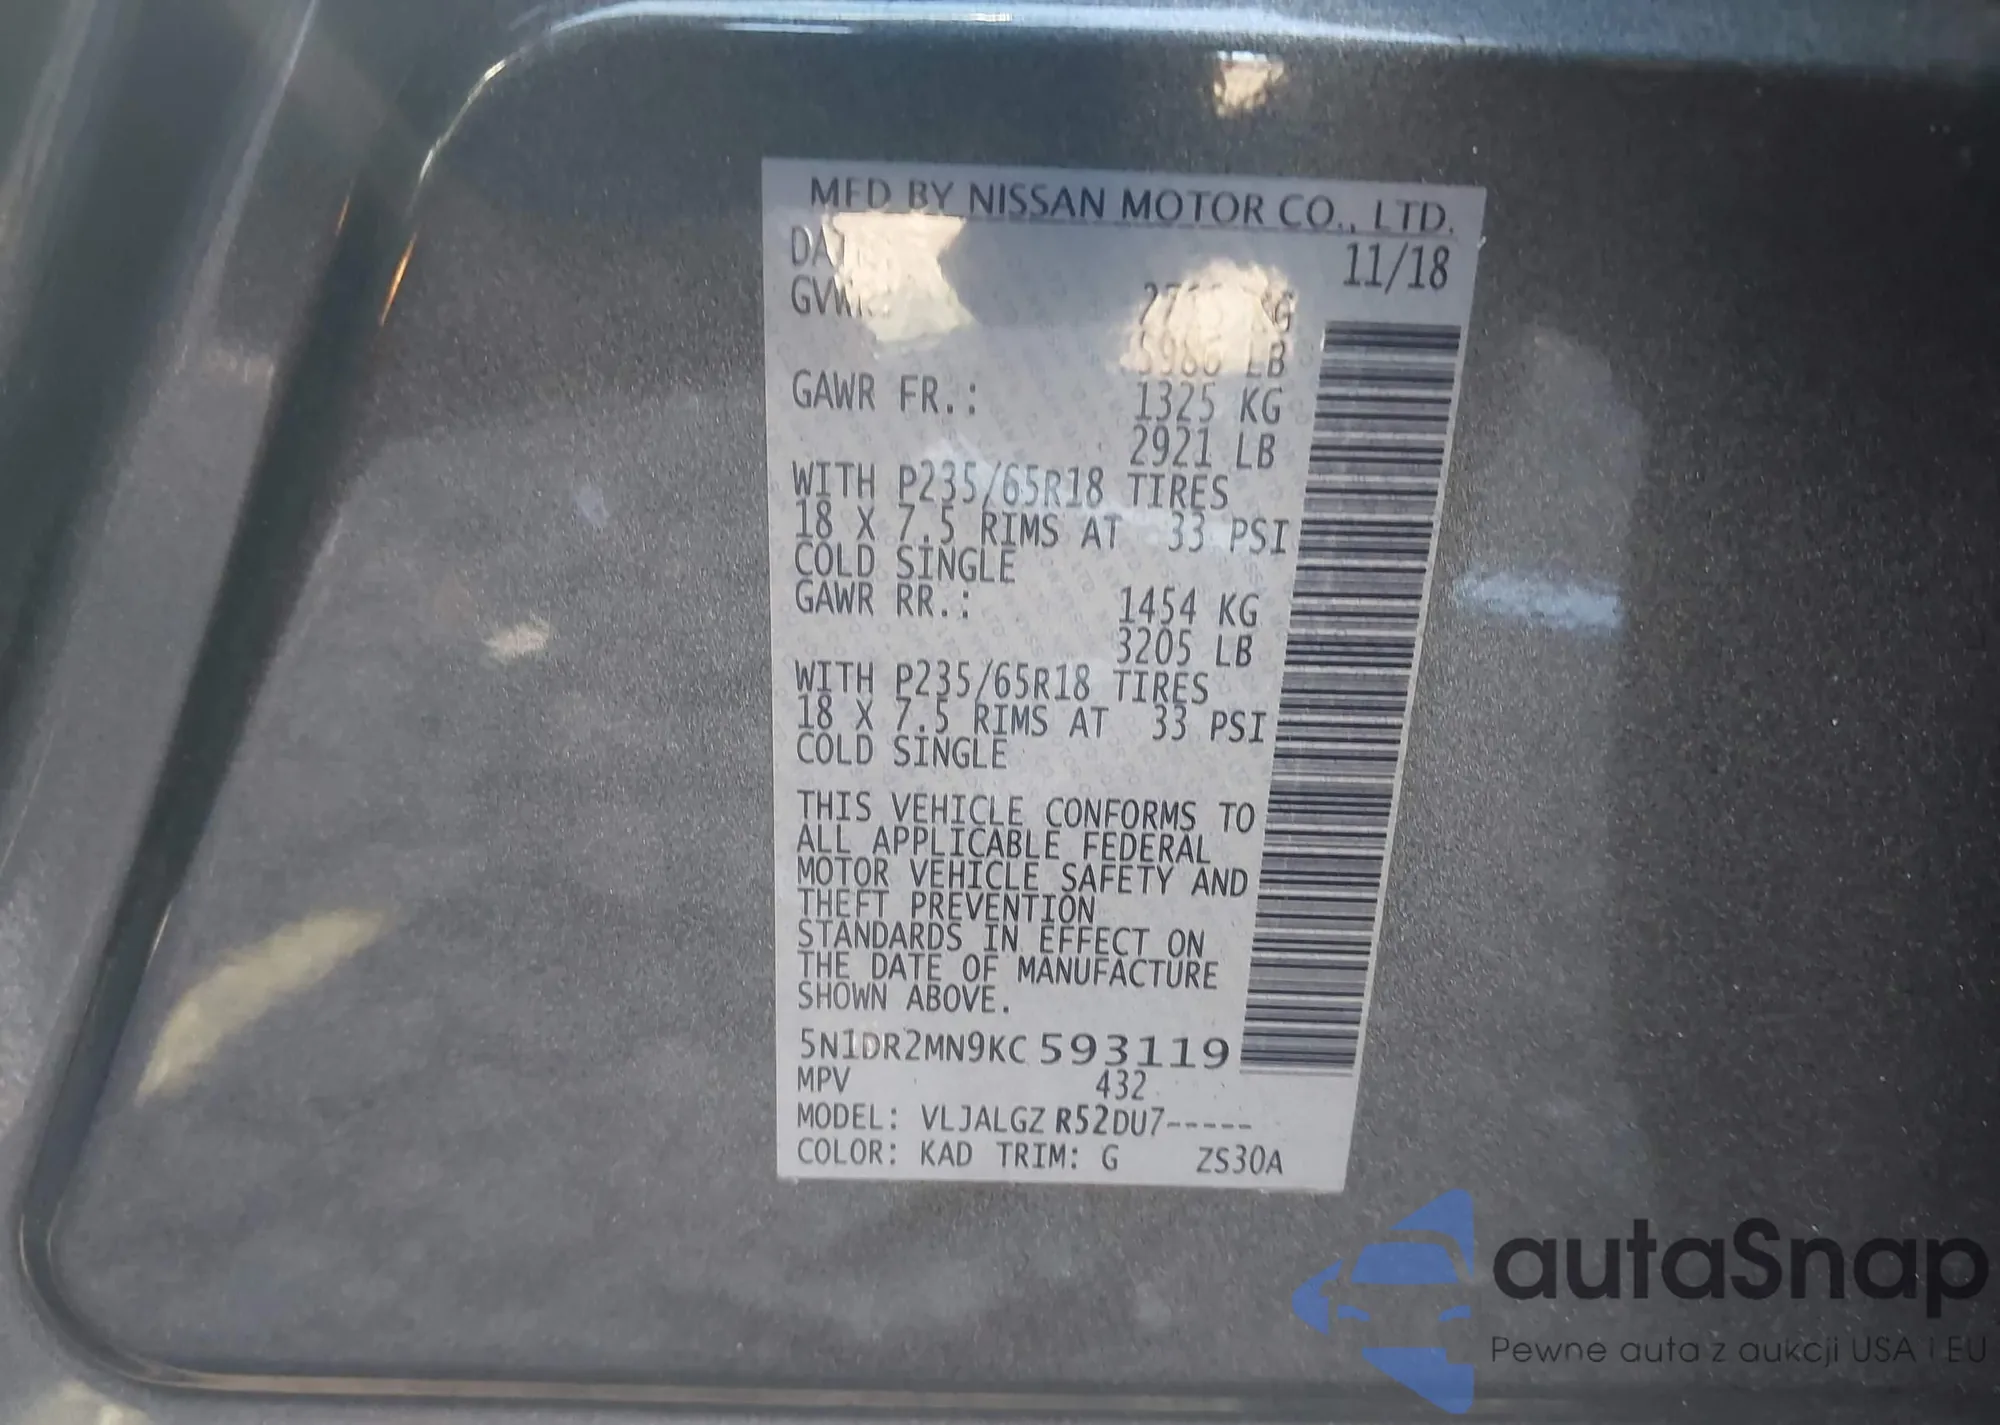 MFD BY NISSAN MOTOR CO., LTD.
11/18
GAWR FR.: 1325 KG
2921 LB
WITH P235/65R18 TIRES
18 X 7.5 RIMS AT 33 PSI
COLD SINGLE
GAWR RR.: 1454 KG
3205 LB
WITH P235/65R18 TIRES
18 X 7.5 RIMS AT 33 PSI
COLD SINGLE
THIS VEHICLE CONFORMS TO
ALL APPLICABLE FEDERAL
MOTOR VEHICLE SAFETY AND
THEFT PREVENTION
STANDARDS IN EFFECT ON
THE DATE OF MANUFACTURE
SHOWN ABOVE.
5N1DR2MN9KC 593119
MPV 432
MODEL: VLJALGZ R52DU7-----
COLOR: KAD TRIM: G ZS30A
autaSnap
Pewne auta z aukcji USA i EU